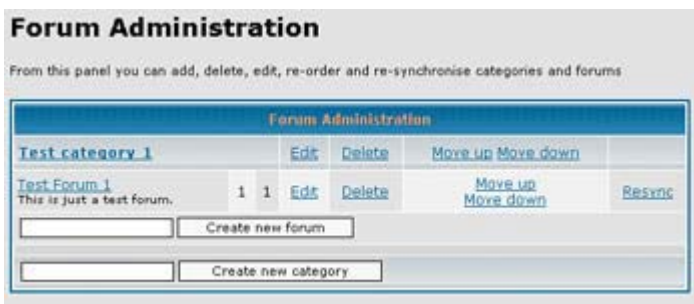 Forum Administration
From this panel you can add, delete, edit, re-order and re-synchronise categories and forums
Forum Administration
Test category 1 Edit Delete Move up Move down
Test Forum 1 1 1 Edit Delete Move up Resync
This is just a test forum. Move down
Create new forum
Create new category